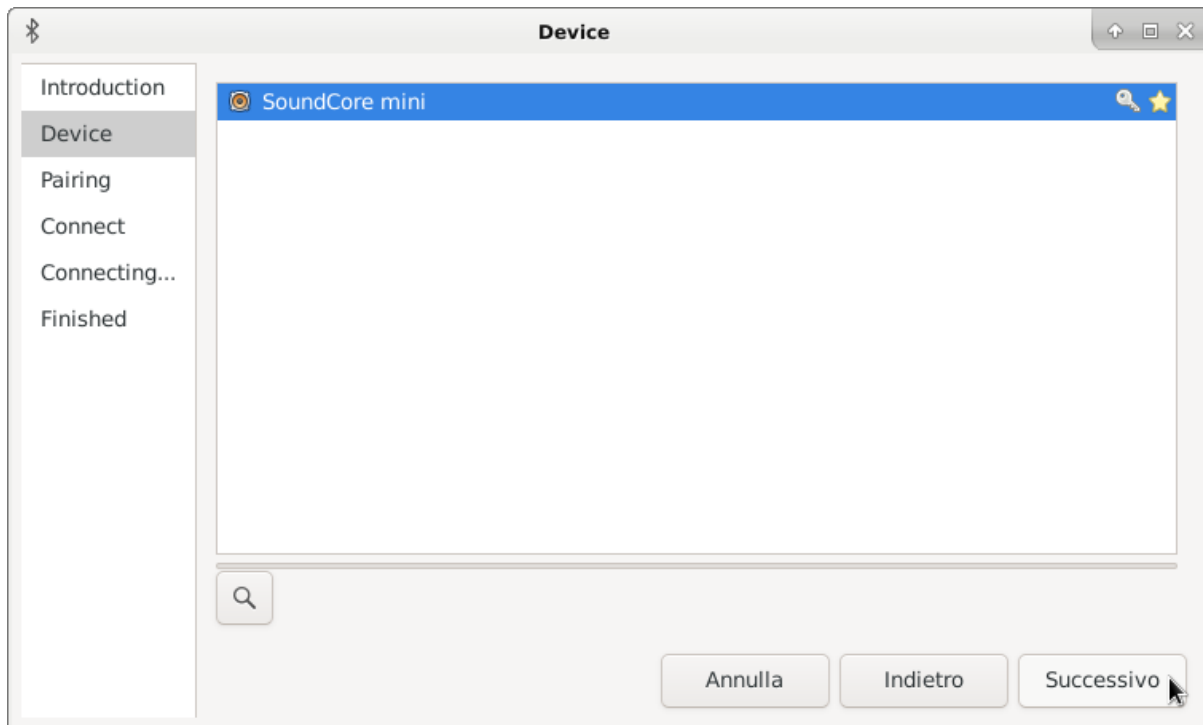 Device
Introduction
Device
Pairing
Connect
Connecting...
Finished
SoundCore mini
Annulla
Indietro
Successivo